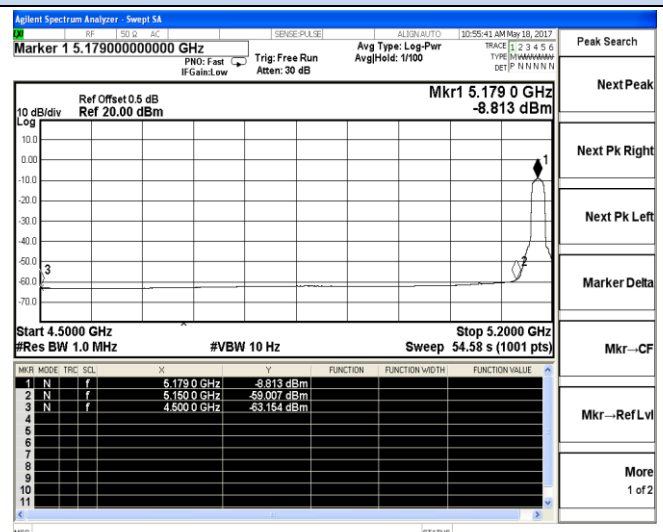 Agilent Spectrum Analyzer - Swept SA
RF 50 Ω AC SENSE:PULSE ALIGN AUTO 10:55:41 AM May 18, 2017
Marker 1 5.179000000000 GHz
PNO: Fast
IFGain:Low
Trig: Free Run
Atten: 30 dB
Avg Type: Log-Pwr
Avg|Hold: 1/100
TRACE 1 2 3 4 5 6
TYPE M WWWWW
DET P N N N N N
Peak Search
Ref Offset 0.5 dB
10 dB/div Ref 20.00 dBm
Log
Mkr1 5.179 0 GHz
-8.813 dBm
10.0
0.00
-10.0
-20.0
-30.0
-40.0
-50.0
-60.0
-70.0
1
2
3
Start 4.5000 GHz Stop 5.2000 GHz
#Res BW 1.0 MHz #VBW 10 Hz Sweep 54.58 s (1001 pts)
MKR MODE TRC SCL X Y FUNCTION FUNCTION WIDTH FUNCTION VALUE
1 N f 5.179 0 GHz -8.813 dBm
2 N f 5.150 0 GHz -59.007 dBm
3 N f 4.500 0 GHz -63.154 dBm
4
5
6
7
8
9
10
11
Next Peak
Next Pk Right
Next Pk Left
Marker Delta
Mkr→CF
Mkr→Ref Lvl
More
1 of 2
MSG STATUS